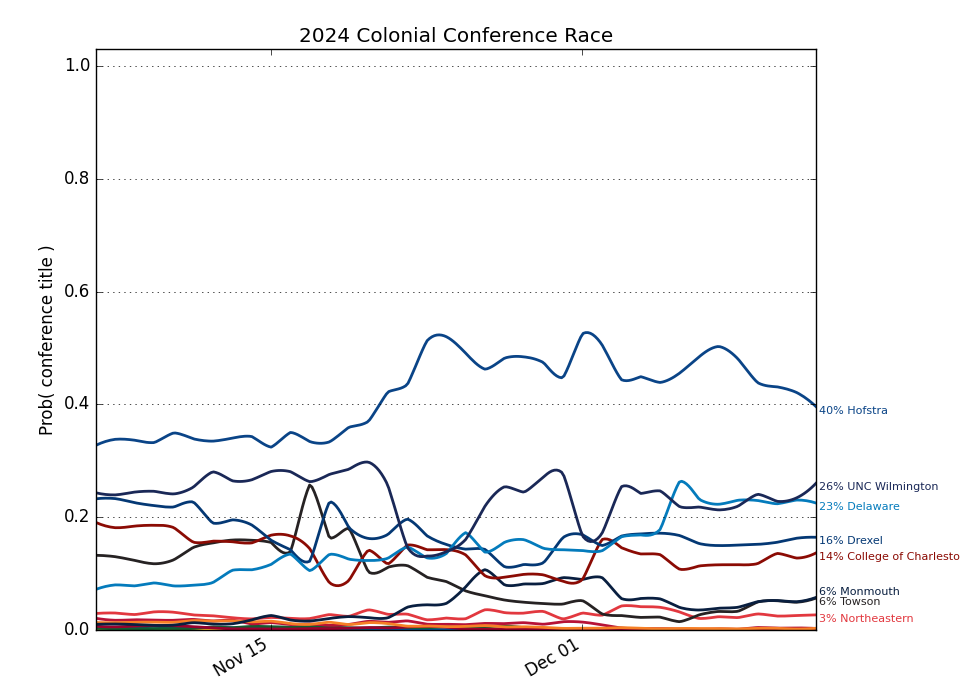 2024 Colonial Conference Race
Prob( conference title )
1.0
0.8
0.6
0.4
0.2
0.0
Nov 15
Dec 01
40% Hofstra
26% UNC Wilmington
23% Delaware
16% Drexel
14% College of Charlesto
6% Monmouth
6% Towson
3% Northeastern